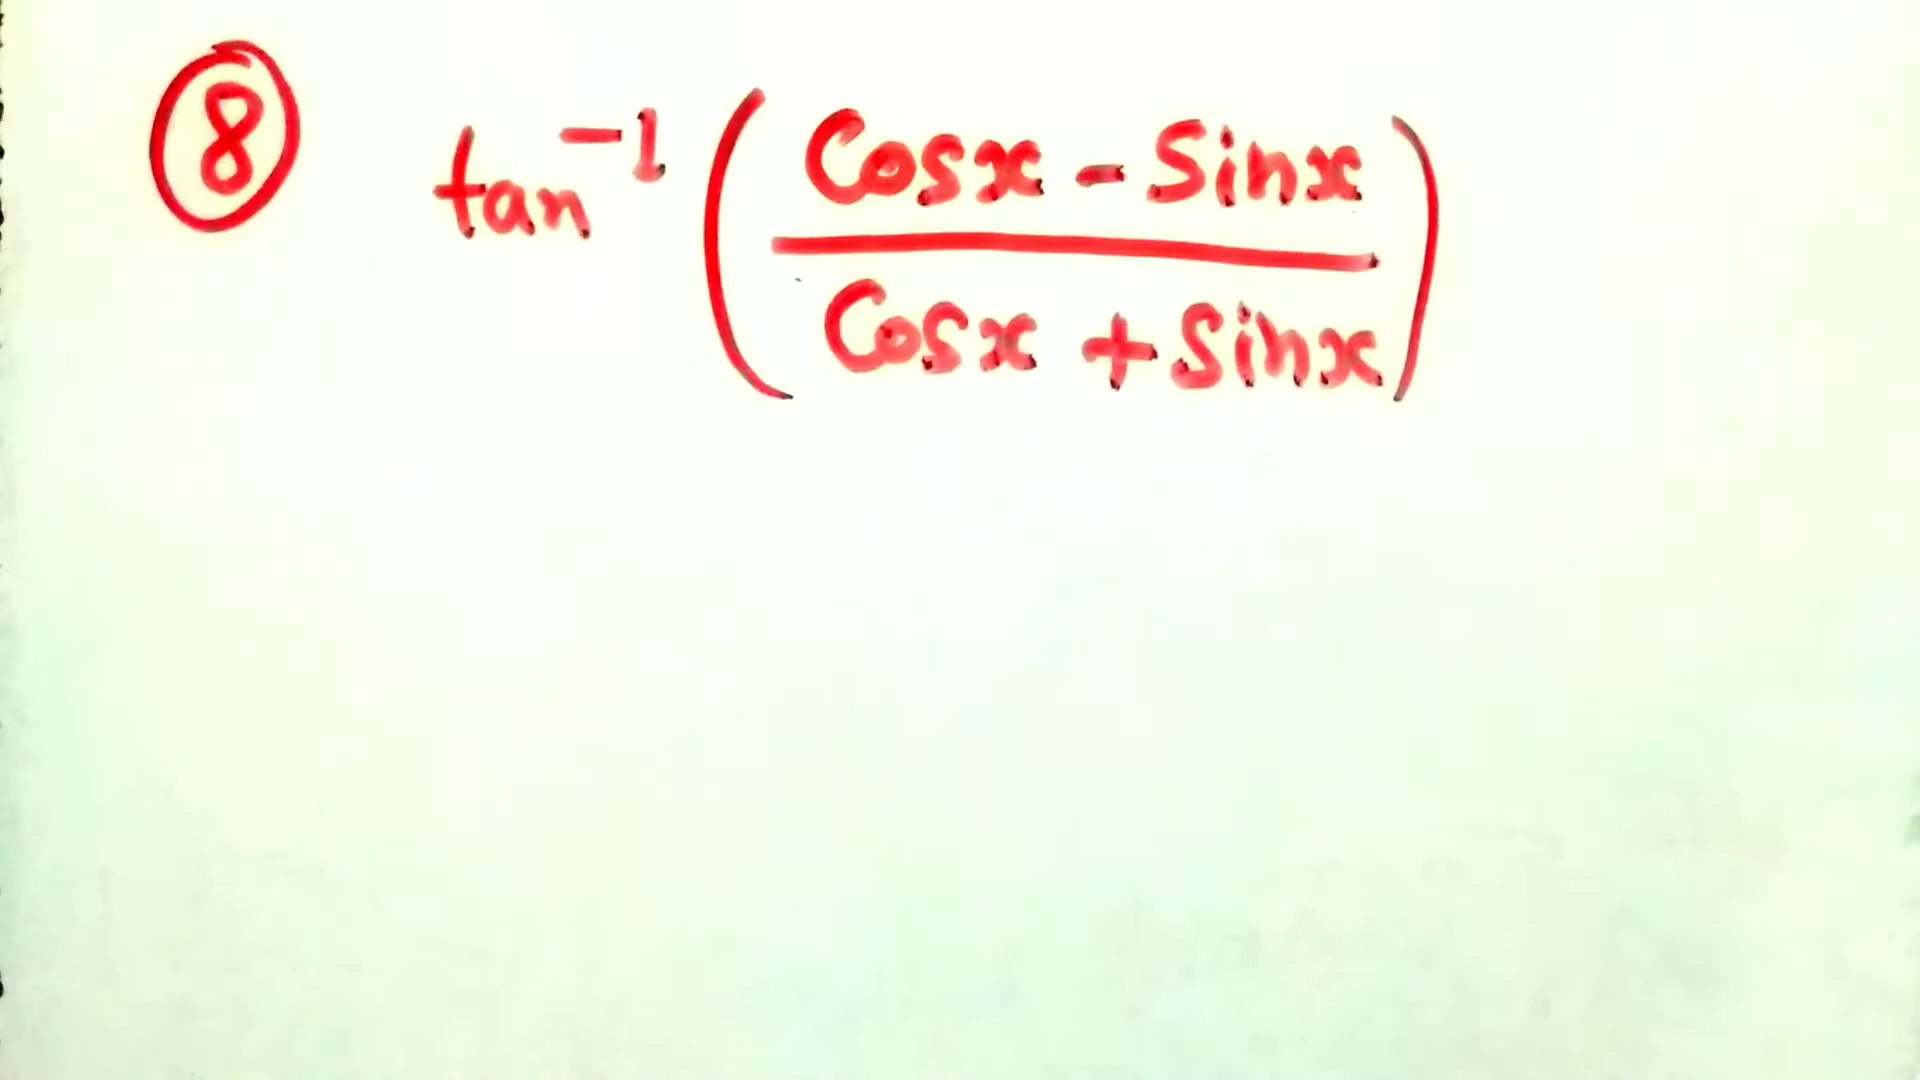 ⑧ tan⁻¹ ( (Cosx - Sinx) / (Cosx + Sinx) )